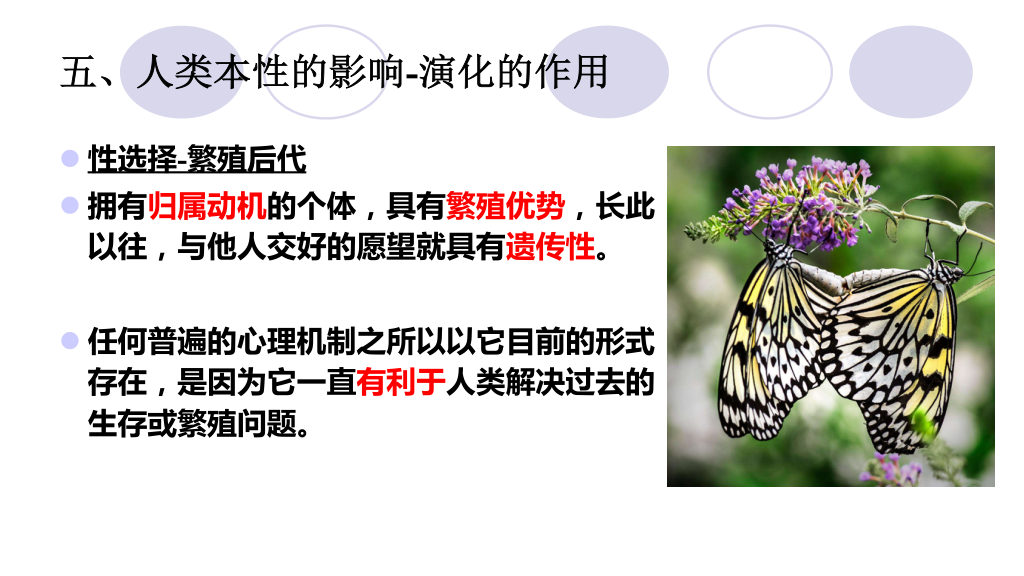 五、人类本性的影响-演化的作用
性选择-繁殖后代
拥有归属动机的个体，具有繁殖优势，长此
以往，与他人交好的愿望就具有遗传性。
任何普遍的心理机制之所以以它目前的形式
存在，是因为它一直有利于人类解决过去的
生存或繁殖问题。